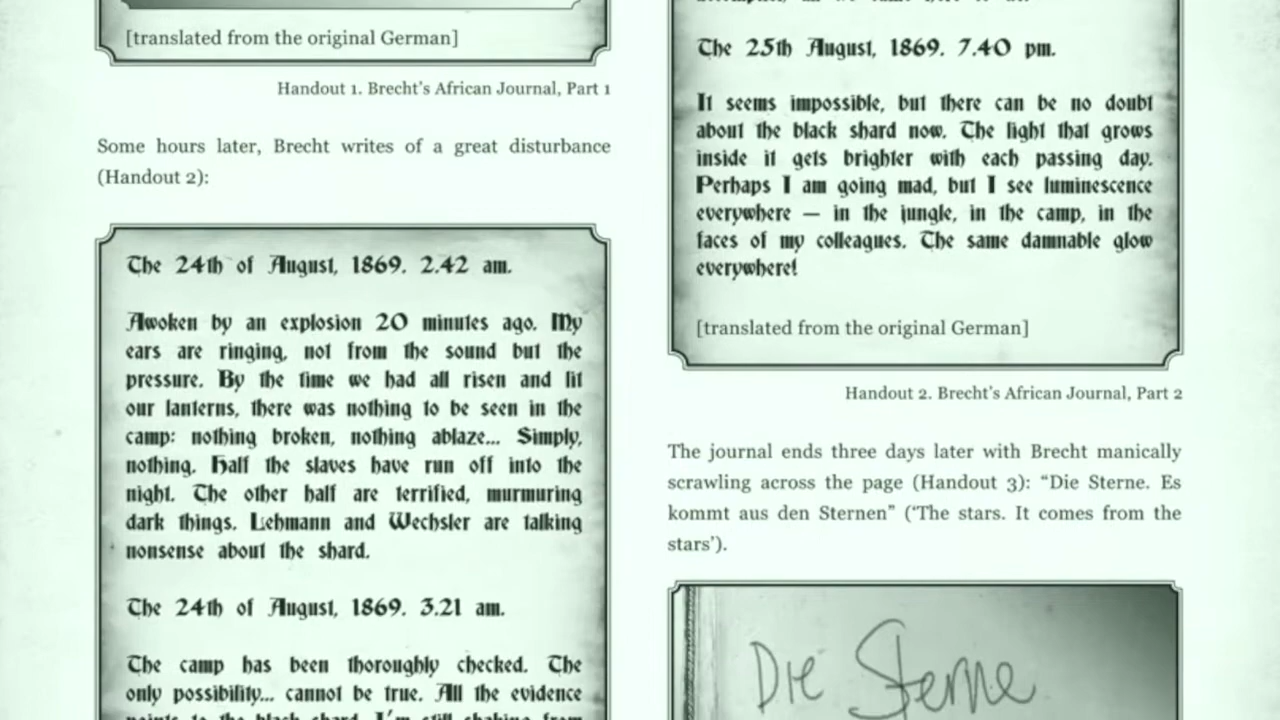 [translated from the original German]
Handout 1. Brecht's African Journal, Part 1
Some hours later, Brecht writes of a great disturbance
(Handout 2):
The 24th of August, 1869. 2.42 am.
Awoken by an explosion 20 minutes ago. My
ears are ringing, not from the sound but the
pressure. By the time we had all risen and lit
our lanterns, there was nothing to be seen in the
camp: nothing broken, nothing ablaze... Simply,
nothing. Half the slaves have run off into the
night. The other half are terrified, murmuring
dark things. Lehmann and Wechsler are talking
nonsense about the shard.
The 24th of August, 1869. 3.21 am.
The camp has been thoroughly checked. The
only possibility... cannot be true. All the evidence
points to the black shard. I'm still shaking from
The 25th August, 1869. 7.40 pm.
It seems impossible, but there can be no doubt
about the black shard now. The light that grows
inside it gets brighter with each passing day.
Perhaps I am going mad, but I see luminescence
everywhere — in the jungle, in the camp, in the
faces of my colleagues. The same damnable glow
everywhere!
[translated from the original German]
Handout 2. Brecht's African Journal, Part 2
The journal ends three days later with Brecht manically
scrawling across the page (Handout 3): “Die Sterne. Es
kommt aus den Sternen” (‘The stars. It comes from the
stars’).
Die Sterne